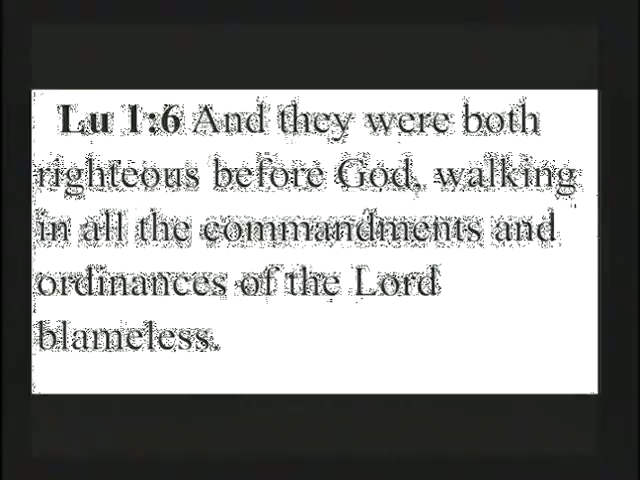 Lu 1:6 And they were both
righteous before God, walking
in all the commandments and
ordinances of the Lord
blameless.